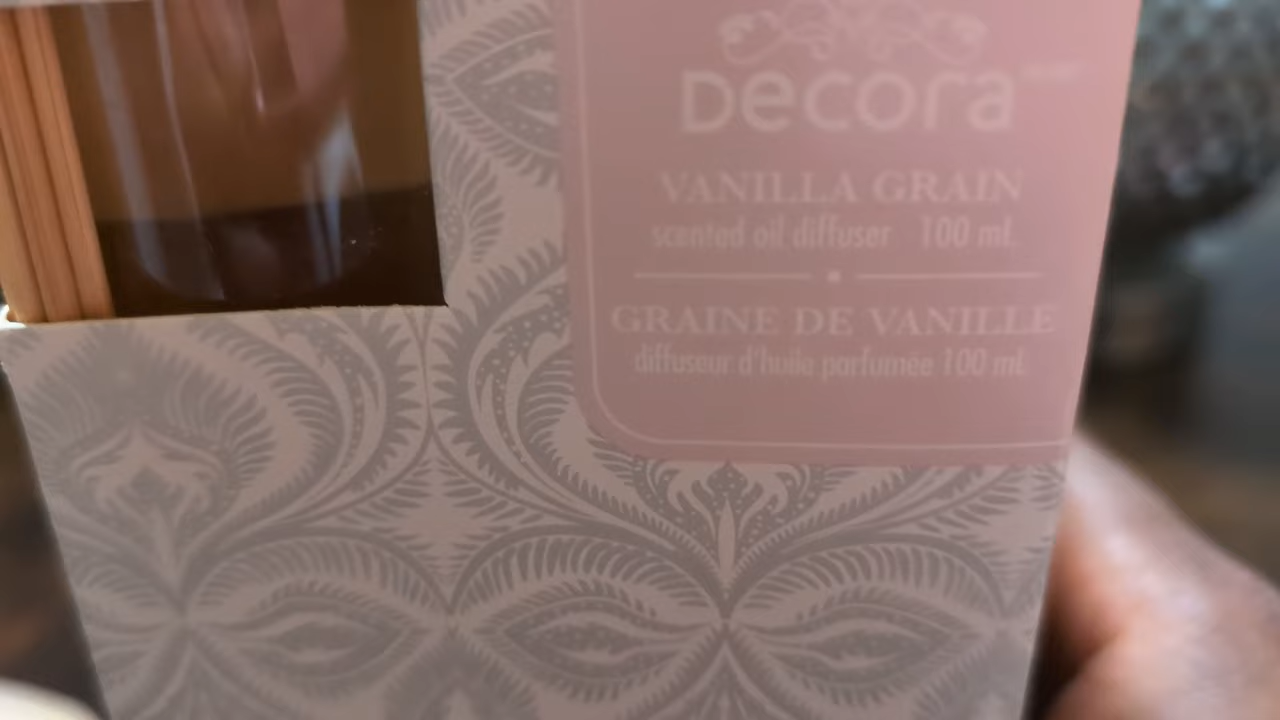 Decora
VANILLA GRAIN
scented oil diffuser 100 ml.
GRAINE DE VANILLE
diffuseur d'huile parfumée 100 ml.